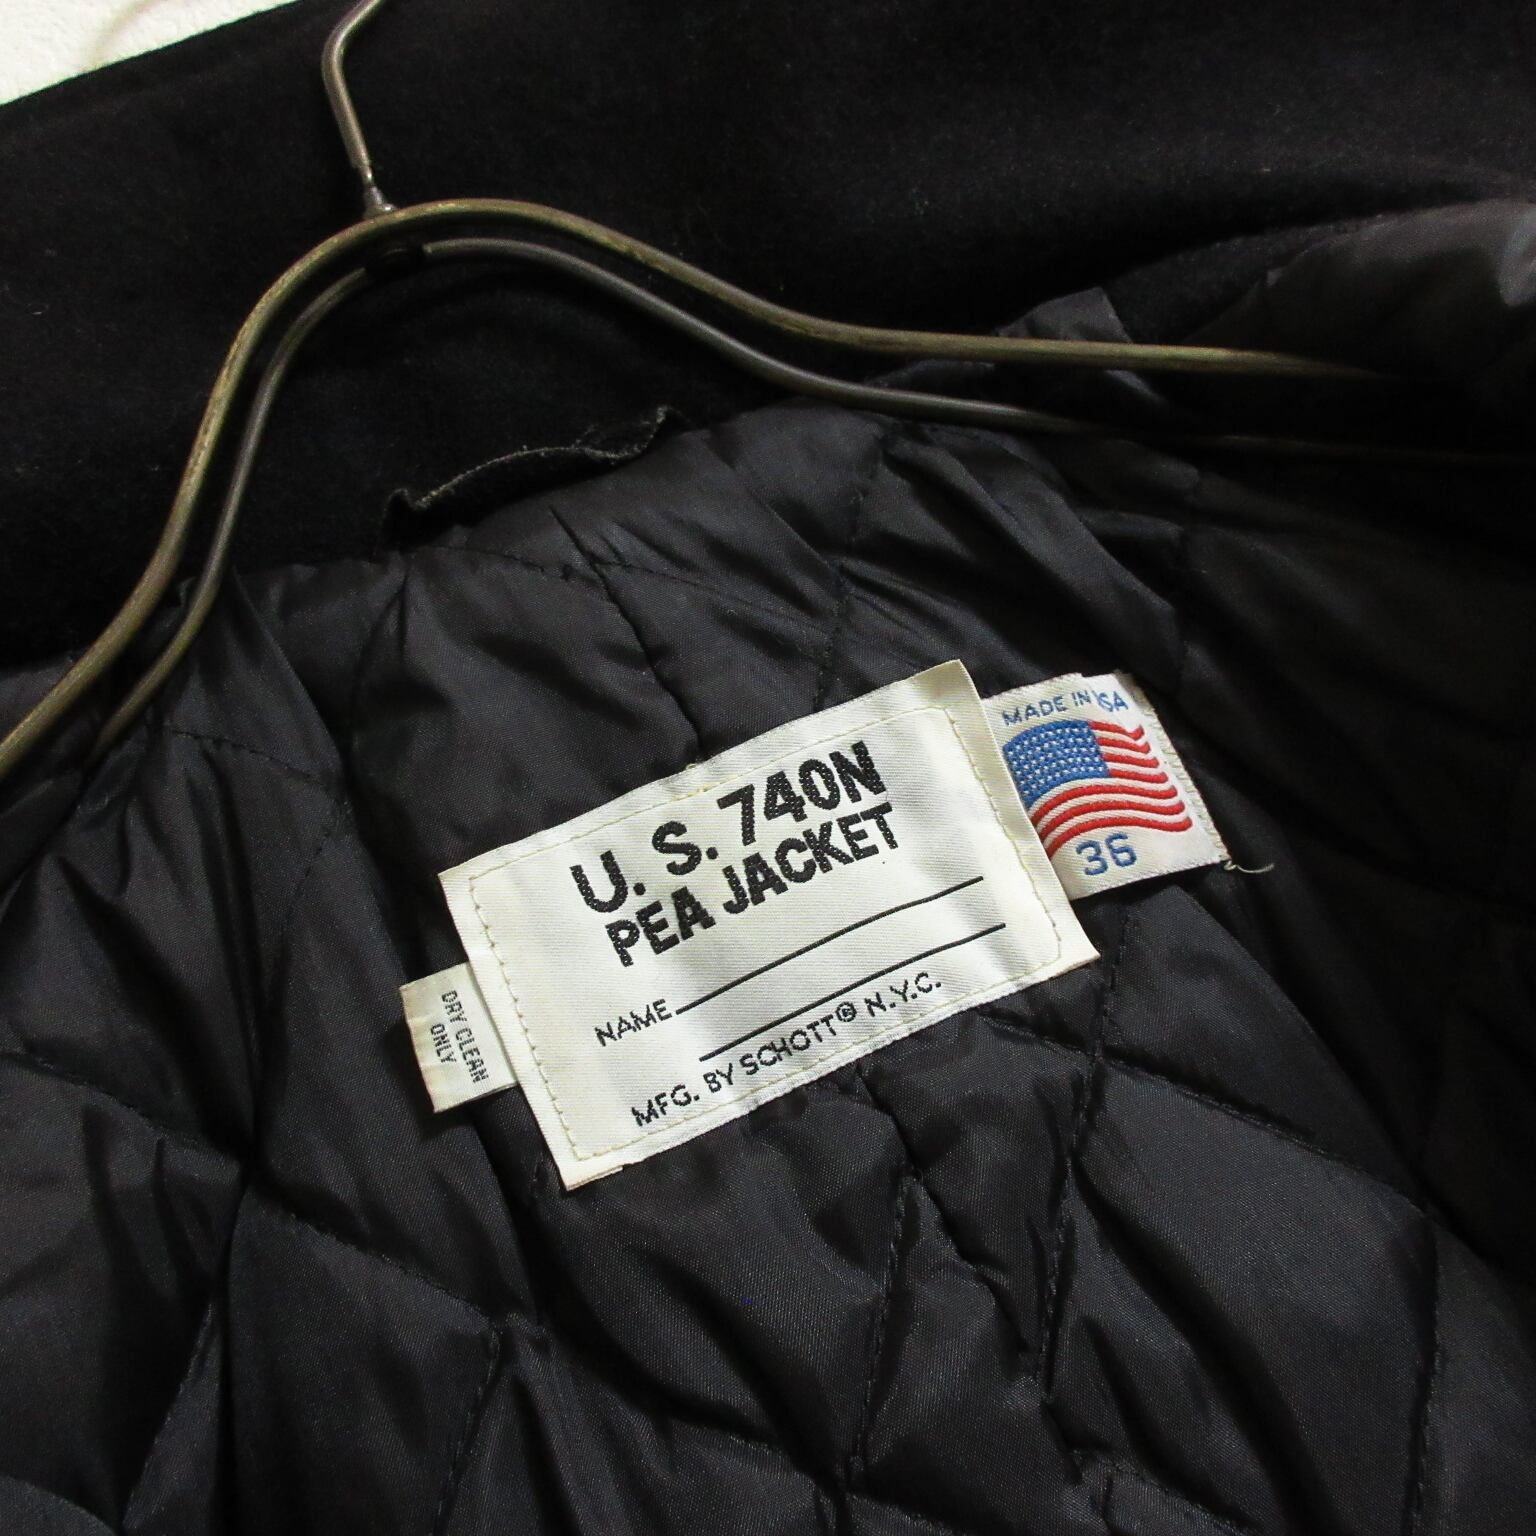 U. S. 740N
PEA JACKET
NAME
MFG. BY SCHOTT® N.Y.C.
MADE IN USA
36
DRY CLEAN
ONLY